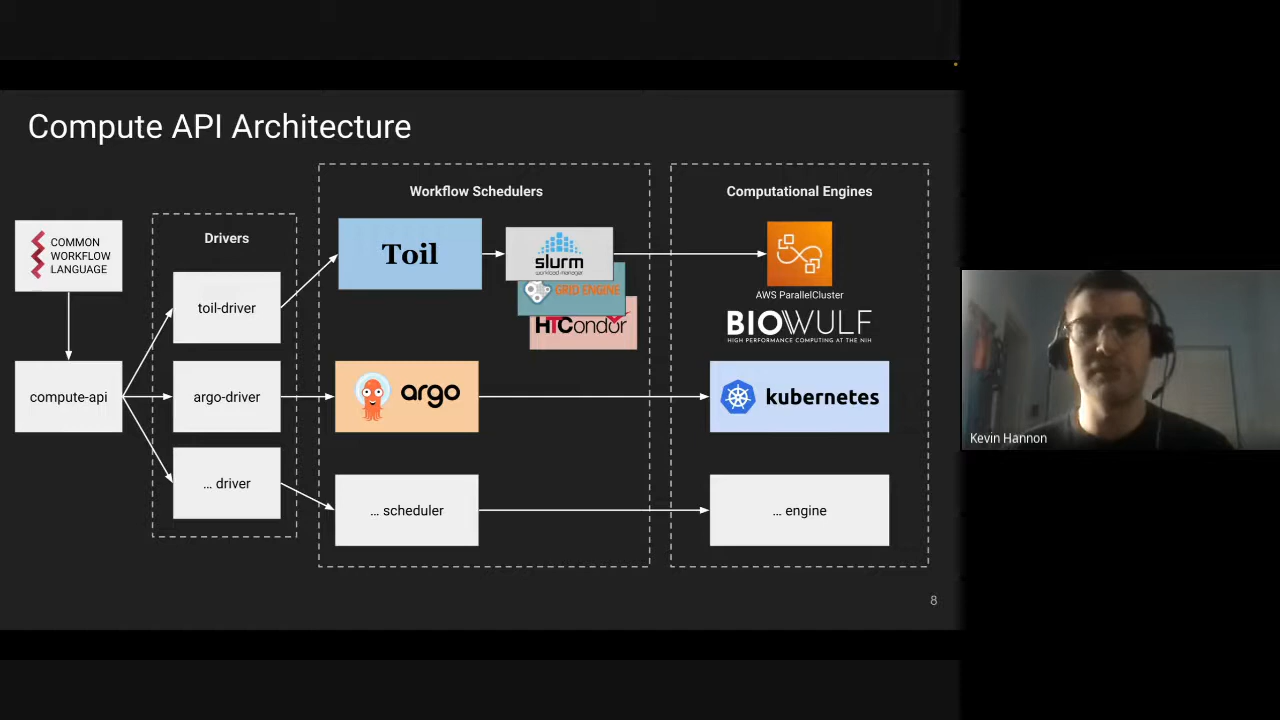 Compute API Architecture
COMMON
WORKFLOW
LANGUAGE
compute-api
Drivers
toil-driver
argo-driver
... driver
Workflow Schedulers
Toil
slurm
workload manager
GRID ENGINE
HTCondor
argo
... scheduler
Computational Engines
AWS ParallelCluster
BIOWULF
HIGH PERFORMANCE COMPUTING AT THE NIH
kubernetes
... engine
8
Kevin Hannon